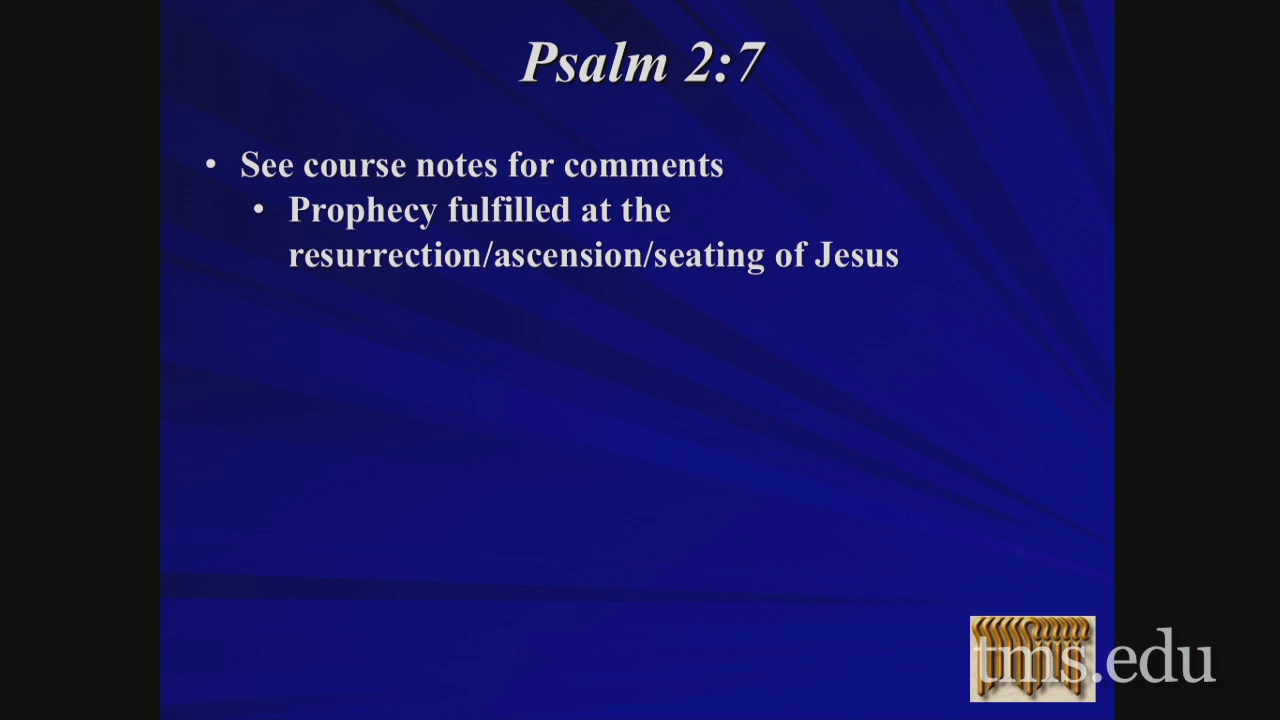 Psalm 2:7
• See course notes for comments
• Prophecy fulfilled at the
resurrection/ascension/seating of Jesus
tms.edu